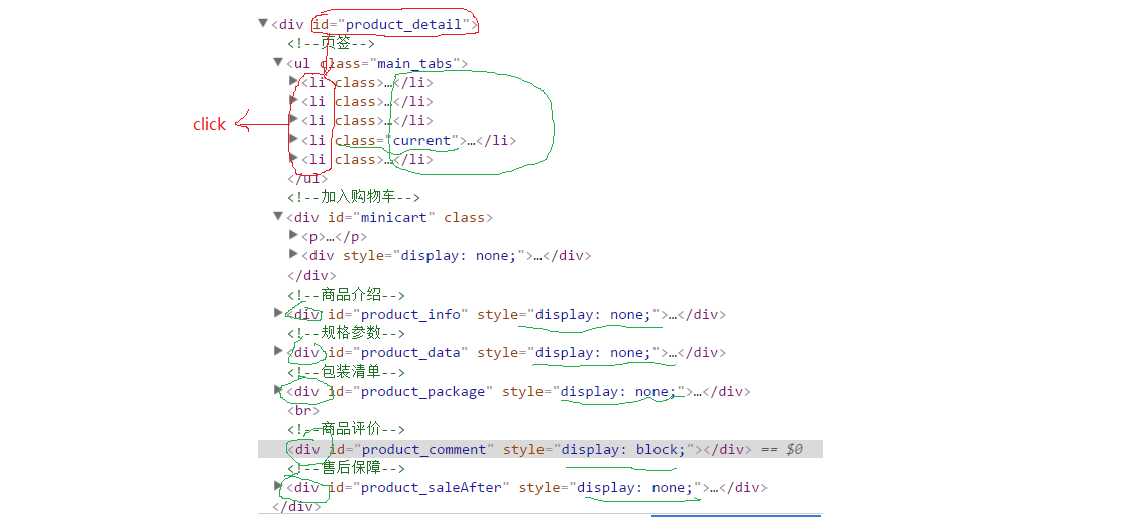 ▼<div id="product_detail">
<!--页签-->
▼<ul class="main_tabs">
▶<li class>…</li>
▶<li class>…</li>
click
▶<li class>…</li>
▶<li class="current">…</li>
▶<li class>…</li>
</ul>
<!--加入购物车-->
▼<div id="minicart" class>
▶<p>…</p>
▶<div style="display: none;">…</div>
</div>
<!--商品介绍-->
▶<div id="product_info" style="display: none;">…</div>
<!--规格参数-->
▶<div id="product_data" style="display: none;">…</div>
<!--包装清单-->
▶<div id="product_package" style="display: none;">…</div>
<br>
<!--商品评价-->
<div id="product_comment" style="display: block;"></div> == $0
<!--售后保障-->
▶<div id="product_saleAfter" style="display: none;">…</div>
</div>